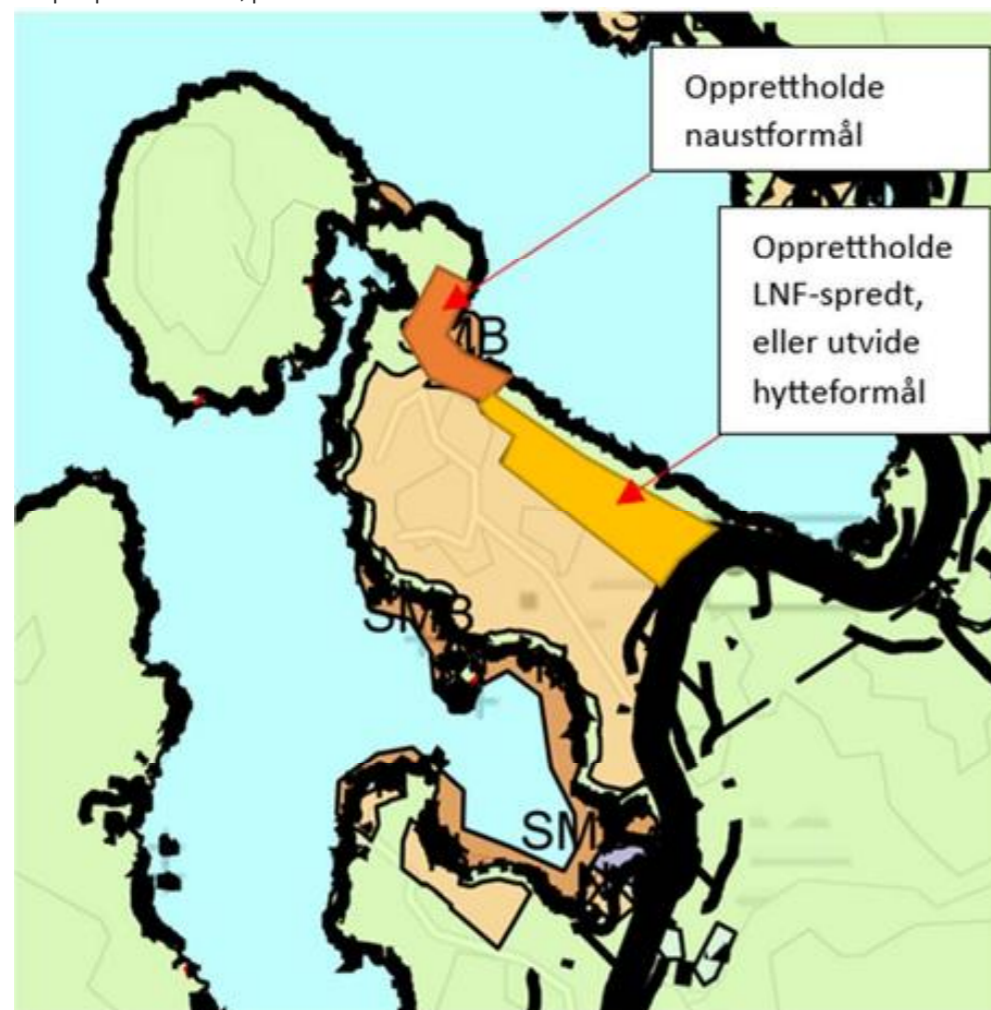 Opprettholde
naustformål
Opprettholde
LNF-spredt,
eller utvide
hytteformål
SMB
SMB
SM